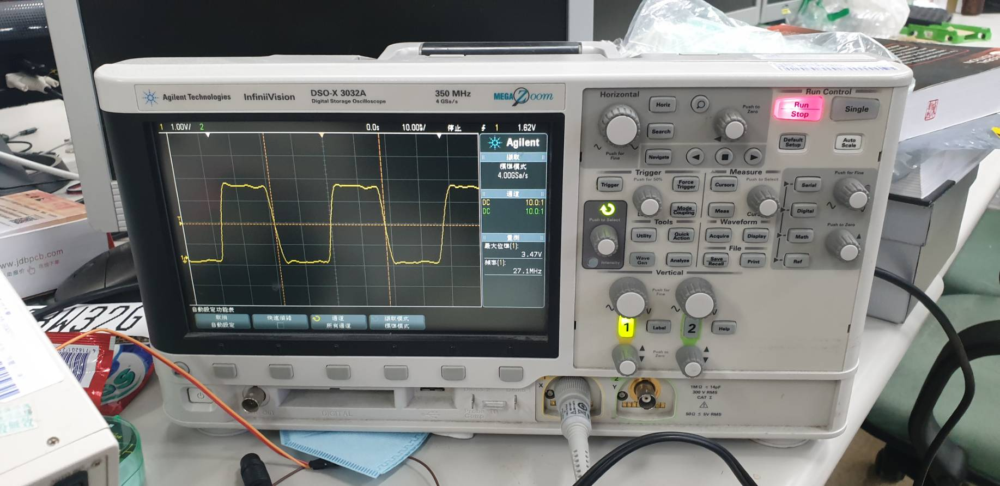 Agilent Technologies
InfiniiVision
DSO-X 3032A
Digital Storage Oscilloscope
350 MHz
4 GSa/s
MEGA Zoom
1 1.00V/ 2 0.0s 10.00ns/ 停止 1 1.62V
Agilent
擷取
標準模式
4.00GSa/s
通道
DC 10.0:1
DC 10.0:1
量測
最大位準(1):
3.47V
頻率(1):
27.1MHz
自動設定功能表
取消
自動設定
快速偵錯
通道
所有通道
擷取模式
標準模式
Horizontal
Horiz
Search
Navigate
Push for
Fine
Push to
Zero
Run Control
Run
Stop
Single
Default
Setup
Auto
Scale
Trigger
Push for 50%
Trigger
Force
Trigger
Mode
Coupling
Measure
Push to Select
Cursors
Meas
Push to Select
Intensity
Tools
Utility
Quick
Action
Wave
Gen
Analyze
Waveform
Acquire
Display
File
Save
Recall
Print
Push for Fine
Serial
Digital
Push to Zero
Math
Ref
Vertical
Push for
Fine
1
Label
2
Help
Push to
Zero
DIGITAL
Demo 2
Probe
Comp
X
2
Y
1MΩ ≈ 14pF
300 V RMS
CAT I
50Ω ≤ 5V RMS
www.jdbpcb.com